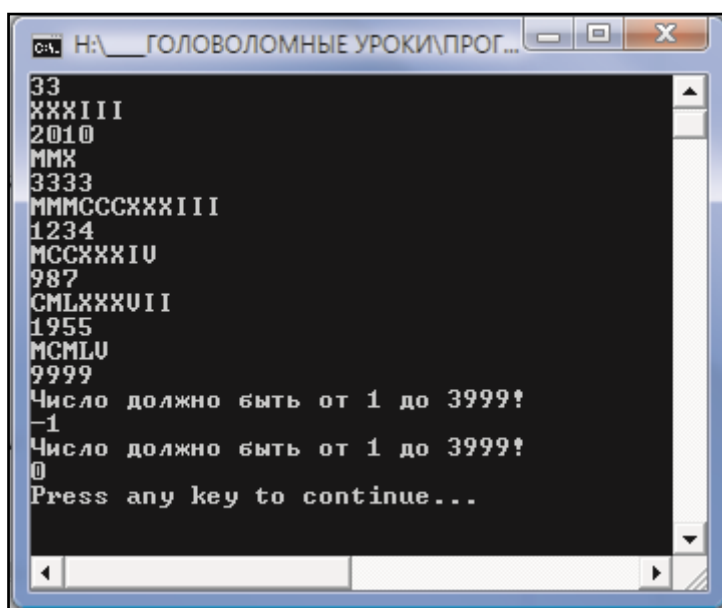 H:\___ГОЛОВОЛОМНЫЕ УРОКИ\ПРОГ...
33
XXXIII
2010
MMX
3333
MMMCCCXXXIII
1234
MCCXXXIV
987
CMLXXXVII
1955
MCMLV
9999
Число должно быть от 1 до 3999!
-1
Число должно быть от 1 до 3999!
0
Press any key to continue...